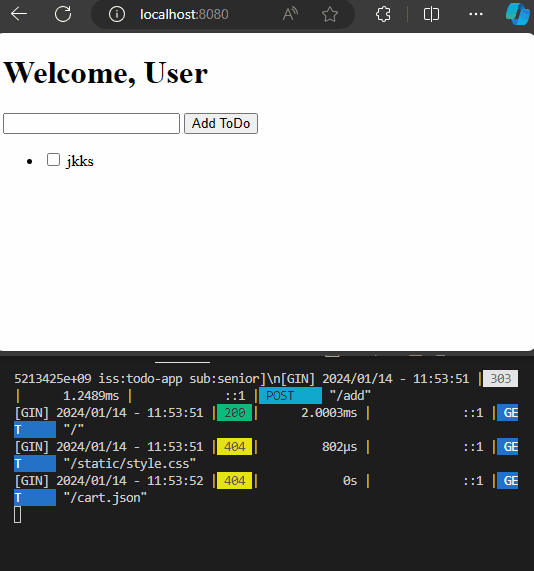 localhost:8080
Welcome, User
Add ToDo
jkks
5213425e+09 iss:todo-app sub:senior]\n[GIN] 2024/01/14 - 11:53:51 | 303
| 1.2489ms | ::1 | POST "/add"
[GIN] 2024/01/14 - 11:53:51 | 200 | 2.0003ms | ::1 | GE
T "/"
[GIN] 2024/01/14 - 11:53:51 | 404 | 802µs | ::1 | GE
T "/static/style.css"
[GIN] 2024/01/14 - 11:53:52 | 404 | 0s | ::1 | GE
T "/cart.json"